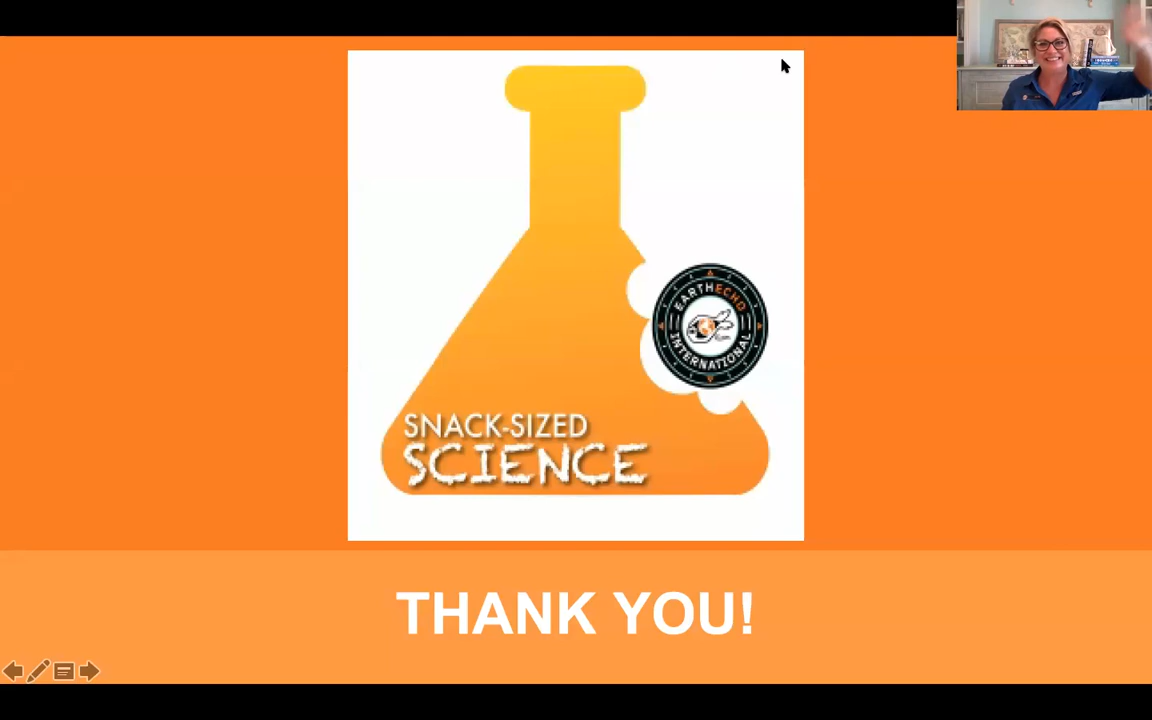 EARTHECHO
INTERNATIONAL
SNACK-SIZED
SCIENCE
THANK YOU!